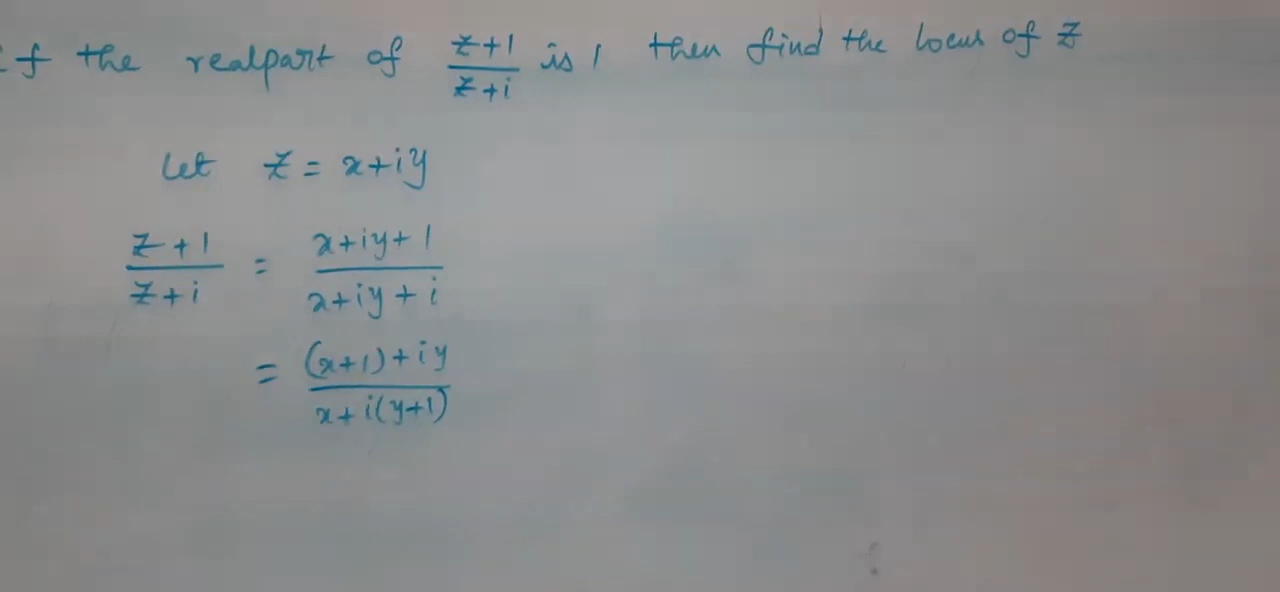 If the realpart of z+1/z+i is 1 then find the locus of z
Let z = x+iy
z+1/z+i = x+iy+1/x+iy+i
= (x+1)+iy/x+i(y+1)